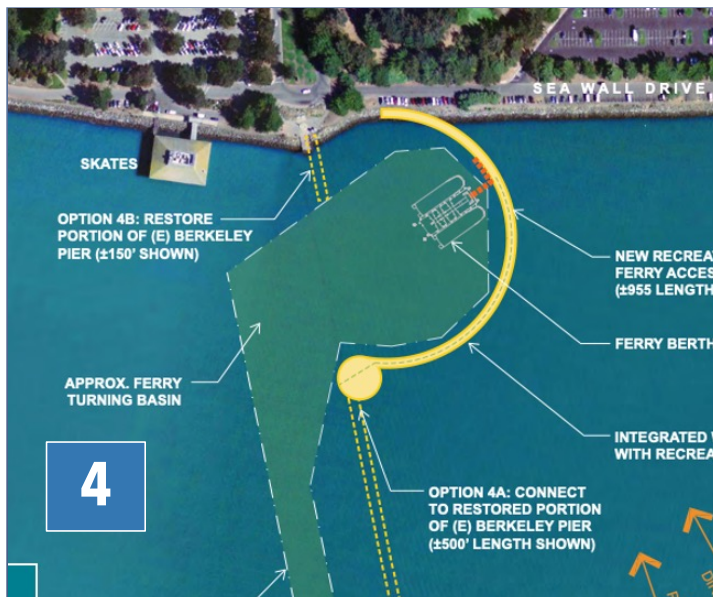 SEA WALL DRIVE
SKATES
OPTION 4B: RESTORE
PORTION OF (E) BERKELEY
PIER (±150' SHOWN)
NEW RECREA
FERRY ACCES
(±955 LENGTH
FERRY BERTH
APPROX. FERRY
TURNING BASIN
INTEGRATED
WITH RECREA
4
OPTION 4A: CONNECT
TO RESTORED PORTION
OF (E) BERKELEY PIER
(±500' LENGTH SHOWN)